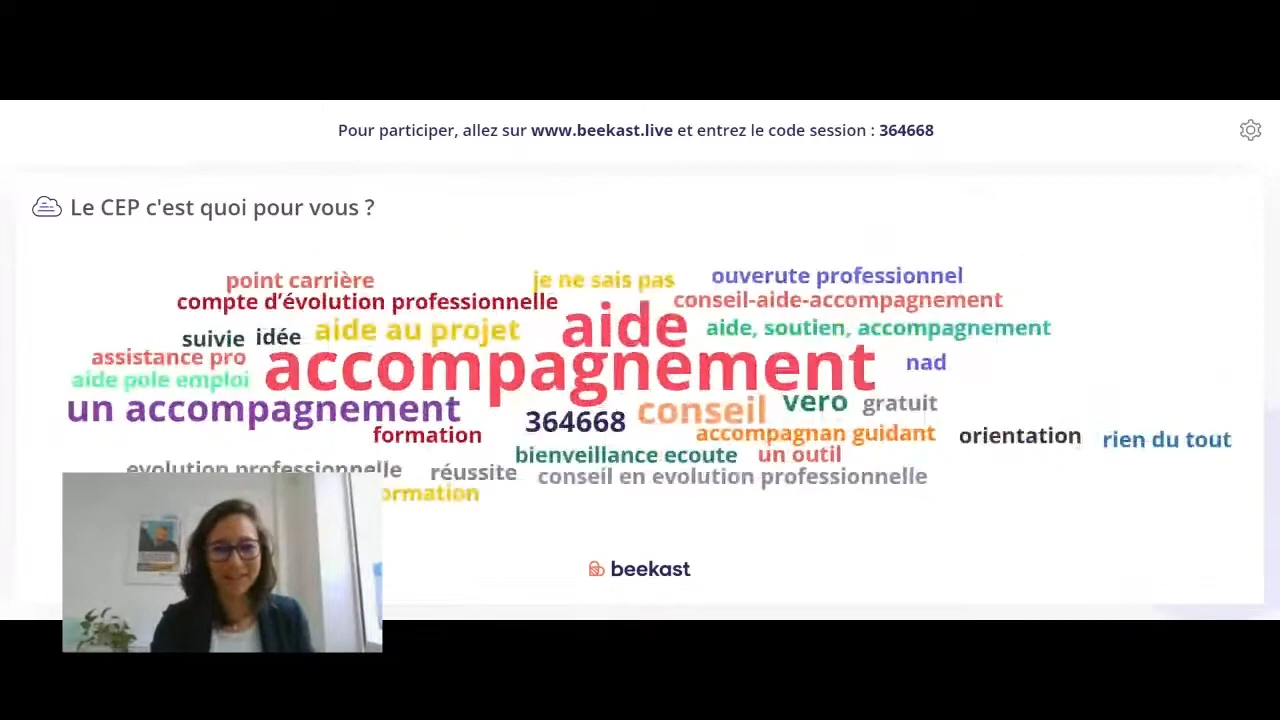 Pour participer, allez sur www.beekast.live et entrez le code session : 364668
Le CEP c'est quoi pour vous ?
point carrière
je ne sais pas
ouverute professionnel
compte d’évolution professionnelle
conseil-aide-accompagnement
suivie
idée
aide au projet
aide
aide, soutien, accompagnement
assistance pro
accompagnement
nad
aide pole emploi
un accompagnement
364668
conseil
vero
gratuit
formation
accompagnan guidant
orientation
rien du tout
bienveillance ecoute
un outil
evolution professionnelle
réussite
conseil en evolution professionnelle
beekast